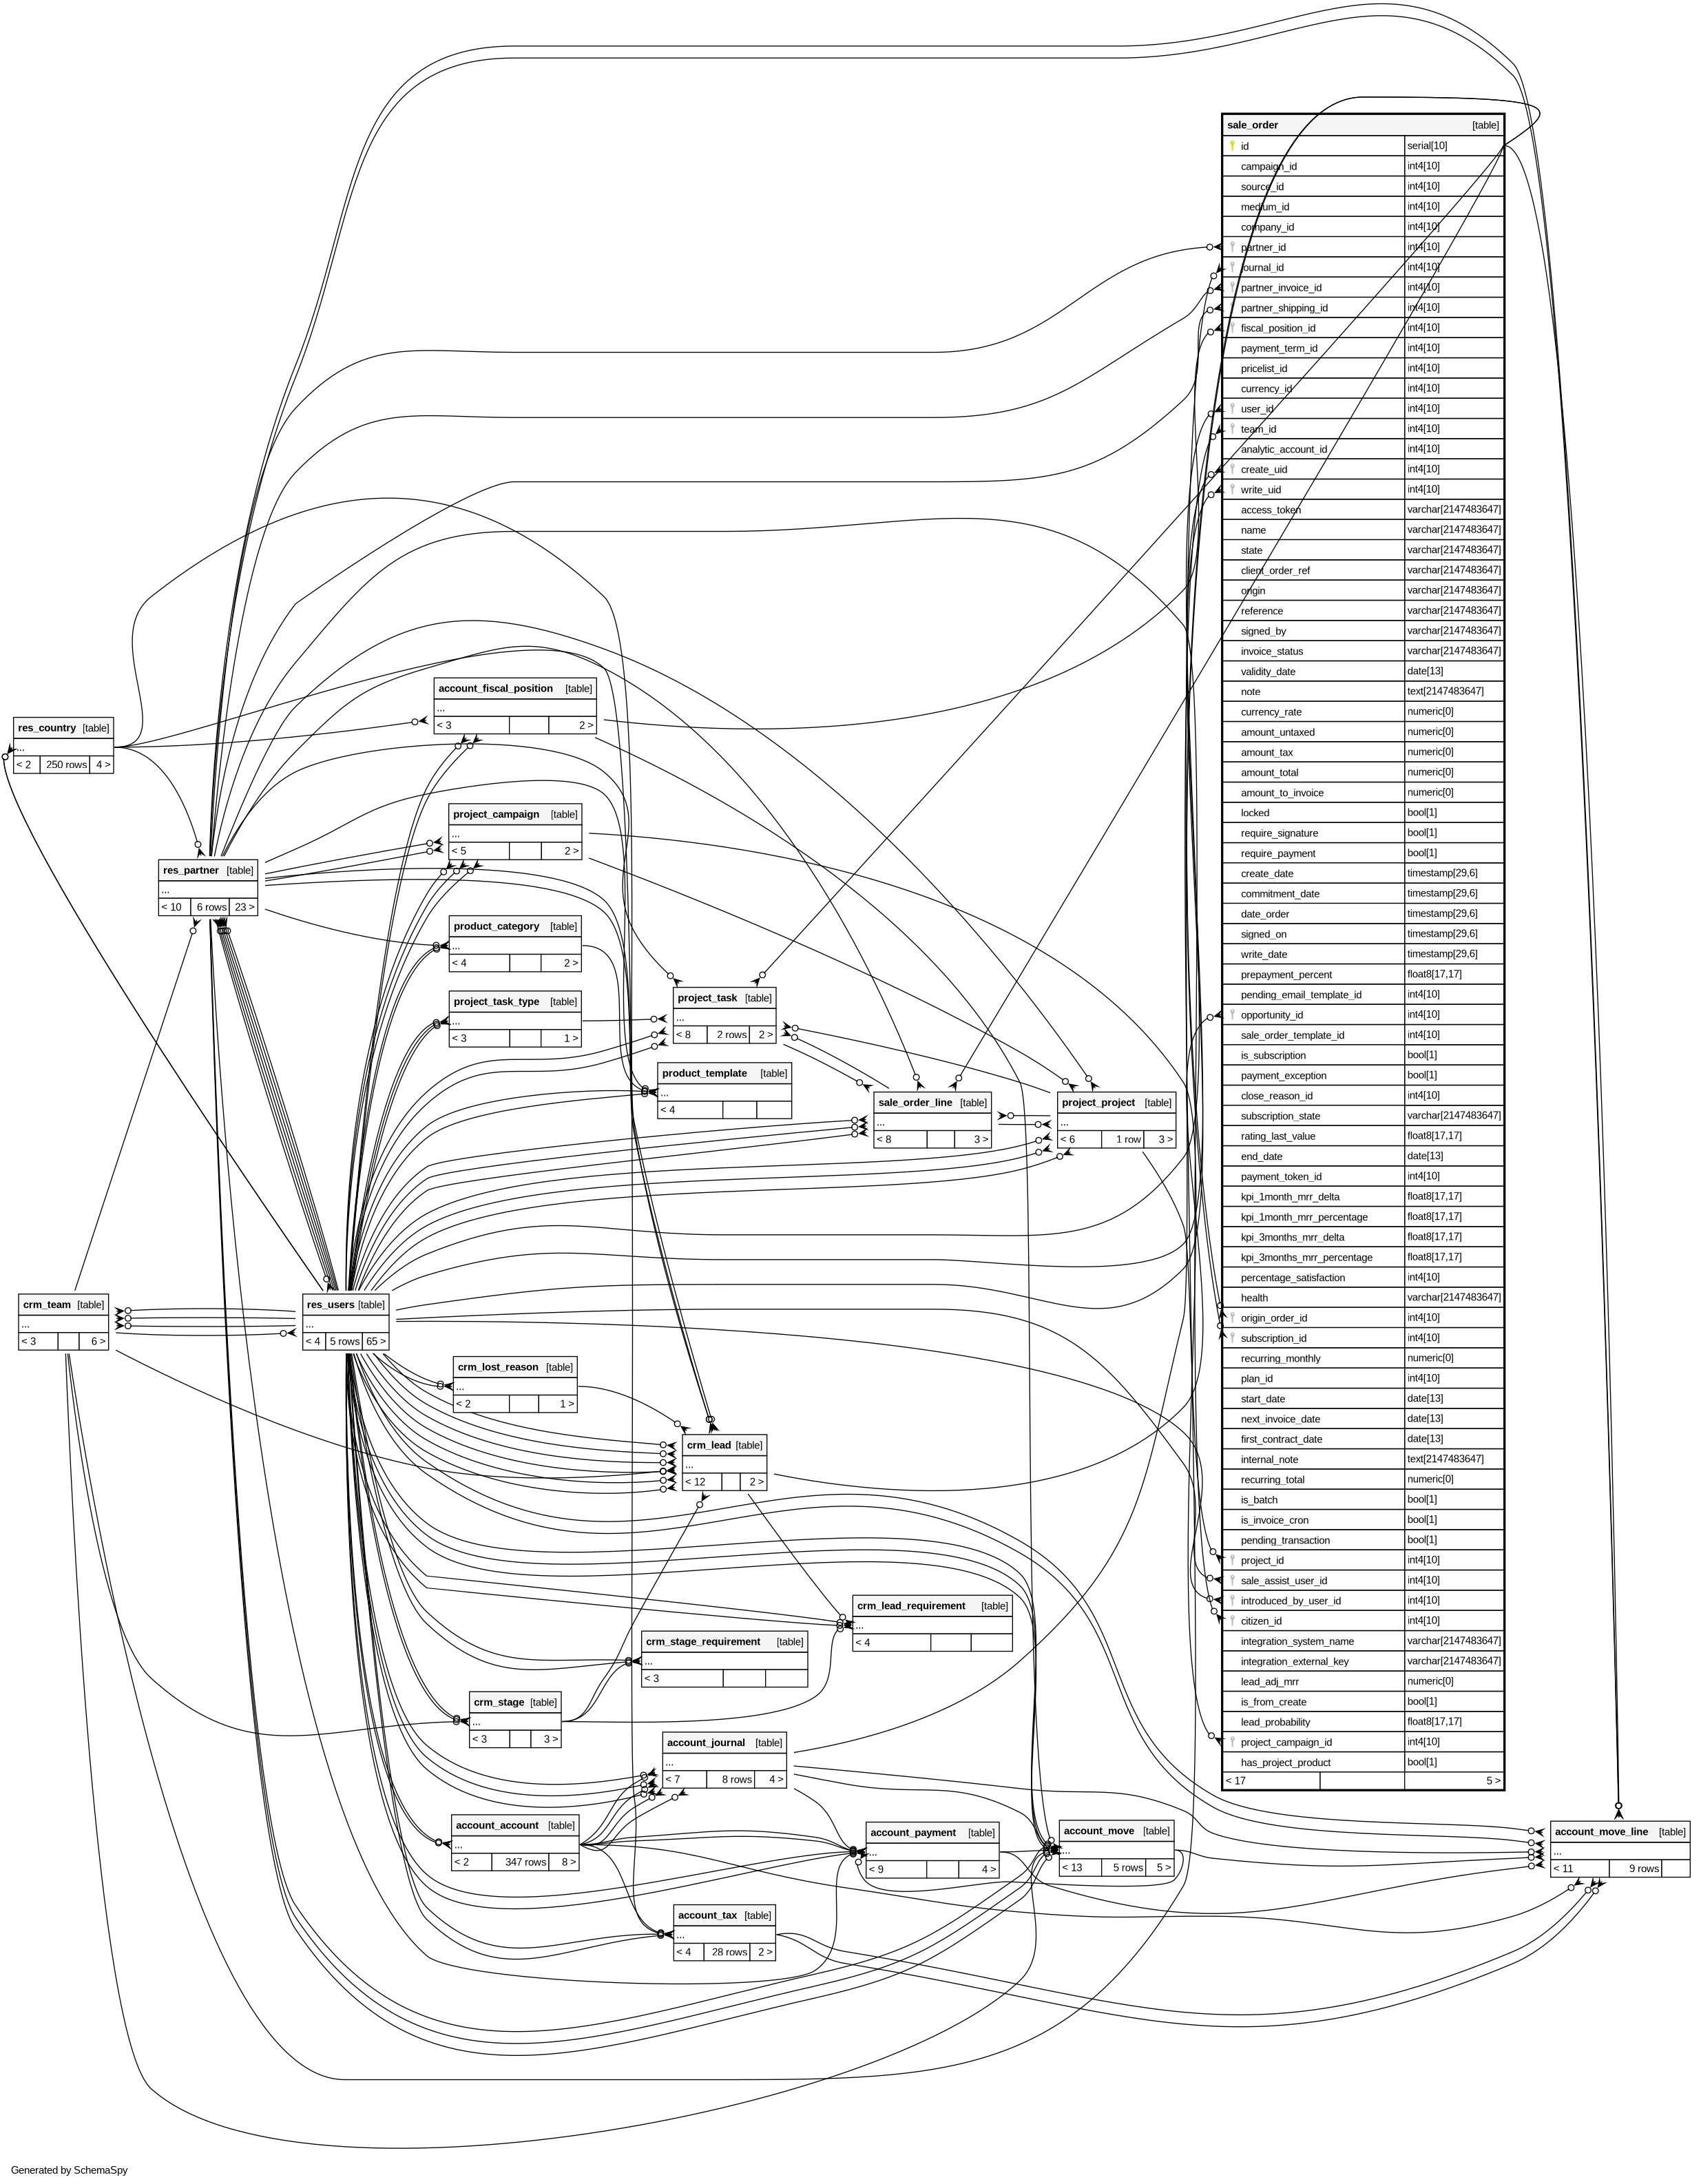 sale_order [table]
id serial[10]
campaign_id int4[10]
source_id int4[10]
medium_id int4[10]
company_id int4[10]
partner_id int4[10]
journal_id int4[10]
partner_invoice_id int4[10]
partner_shipping_id int4[10]
fiscal_position_id int4[10]
payment_term_id int4[10]
pricelist_id int4[10]
currency_id int4[10]
user_id int4[10]
team_id int4[10]
analytic_account_id int4[10]
create_uid int4[10]
write_uid int4[10]
access_token varchar[2147483647]
name varchar[2147483647]
state varchar[2147483647]
client_order_ref varchar[2147483647]
origin varchar[2147483647]
reference varchar[2147483647]
signed_by varchar[2147483647]
invoice_status varchar[2147483647]
validity_date date[13]
note text[2147483647]
currency_rate numeric[0]
amount_untaxed numeric[0]
amount_tax numeric[0]
amount_total numeric[0]
amount_to_invoice numeric[0]
locked bool[1]
require_signature bool[1]
require_payment bool[1]
create_date timestamp[29,6]
commitment_date timestamp[29,6]
date_order timestamp[29,6]
signed_on timestamp[29,6]
write_date timestamp[29,6]
prepayment_percent float8[17,17]
pending_email_template_id int4[10]
opportunity_id int4[10]
sale_order_template_id int4[10]
is_subscription bool[1]
payment_exception bool[1]
close_reason_id int4[10]
subscription_state varchar[2147483647]
rating_last_value float8[17,17]
end_date date[13]
payment_token_id int4[10]
kpi_1month_mrr_delta float8[17,17]
kpi_1month_mrr_percentage float8[17,17]
kpi_3months_mrr_delta float8[17,17]
kpi_3months_mrr_percentage float8[17,17]
percentage_satisfaction int4[10]
health varchar[2147483647]
origin_order_id int4[10]
subscription_id int4[10]
recurring_monthly numeric[0]
plan_id int4[10]
start_date date[13]
next_invoice_date date[13]
first_contract_date date[13]
internal_note text[2147483647]
recurring_total numeric[0]
is_batch bool[1]
is_invoice_cron bool[1]
pending_transaction bool[1]
project_id int4[10]
sale_assist_user_id int4[10]
introduced_by_user_id int4[10]
citizen_id int4[10]
integration_system_name varchar[2147483647]
integration_external_key varchar[2147483647]
lead_adj_mrr numeric[0]
is_from_create bool[1]
lead_probability float8[17,17]
project_campaign_id int4[10]
has_project_product bool[1]
< 17 5 >
account_fiscal_position [table]
...
< 3 2 >
res_country [table]
...
< 2 250 rows 4 >
project_campaign [table]
...
< 5 2 >
res_partner [table]
...
< 10 6 rows 23 >
product_category [table]
...
< 4 2 >
project_task_type [table]
...
< 3 1 >
project_task [table]
...
< 8 2 rows 2 >
product_template [table]
...
< 4
sale_order_line [table]
...
< 8 3 >
project_project [table]
...
< 6 1 row 3 >
crm_team [table]
...
< 3 6 >
res_users [table]
...
< 4 5 rows 65 >
crm_lost_reason [table]
...
< 2 1 >
crm_lead [table]
...
< 12 2 >
crm_lead_requirement [table]
...
< 4
crm_stage_requirement [table]
...
< 3
crm_stage [table]
...
< 3 3 >
account_journal [table]
...
< 7 8 rows 4 >
account_account [table]
...
< 2 347 rows 8 >
account_payment [table]
...
< 9 4 >
account_move [table]
...
< 13 5 rows 5 >
account_move_line [table]
...
< 11 9 rows
account_tax [table]
...
< 4 28 rows 2 >
Generated by SchemaSpy